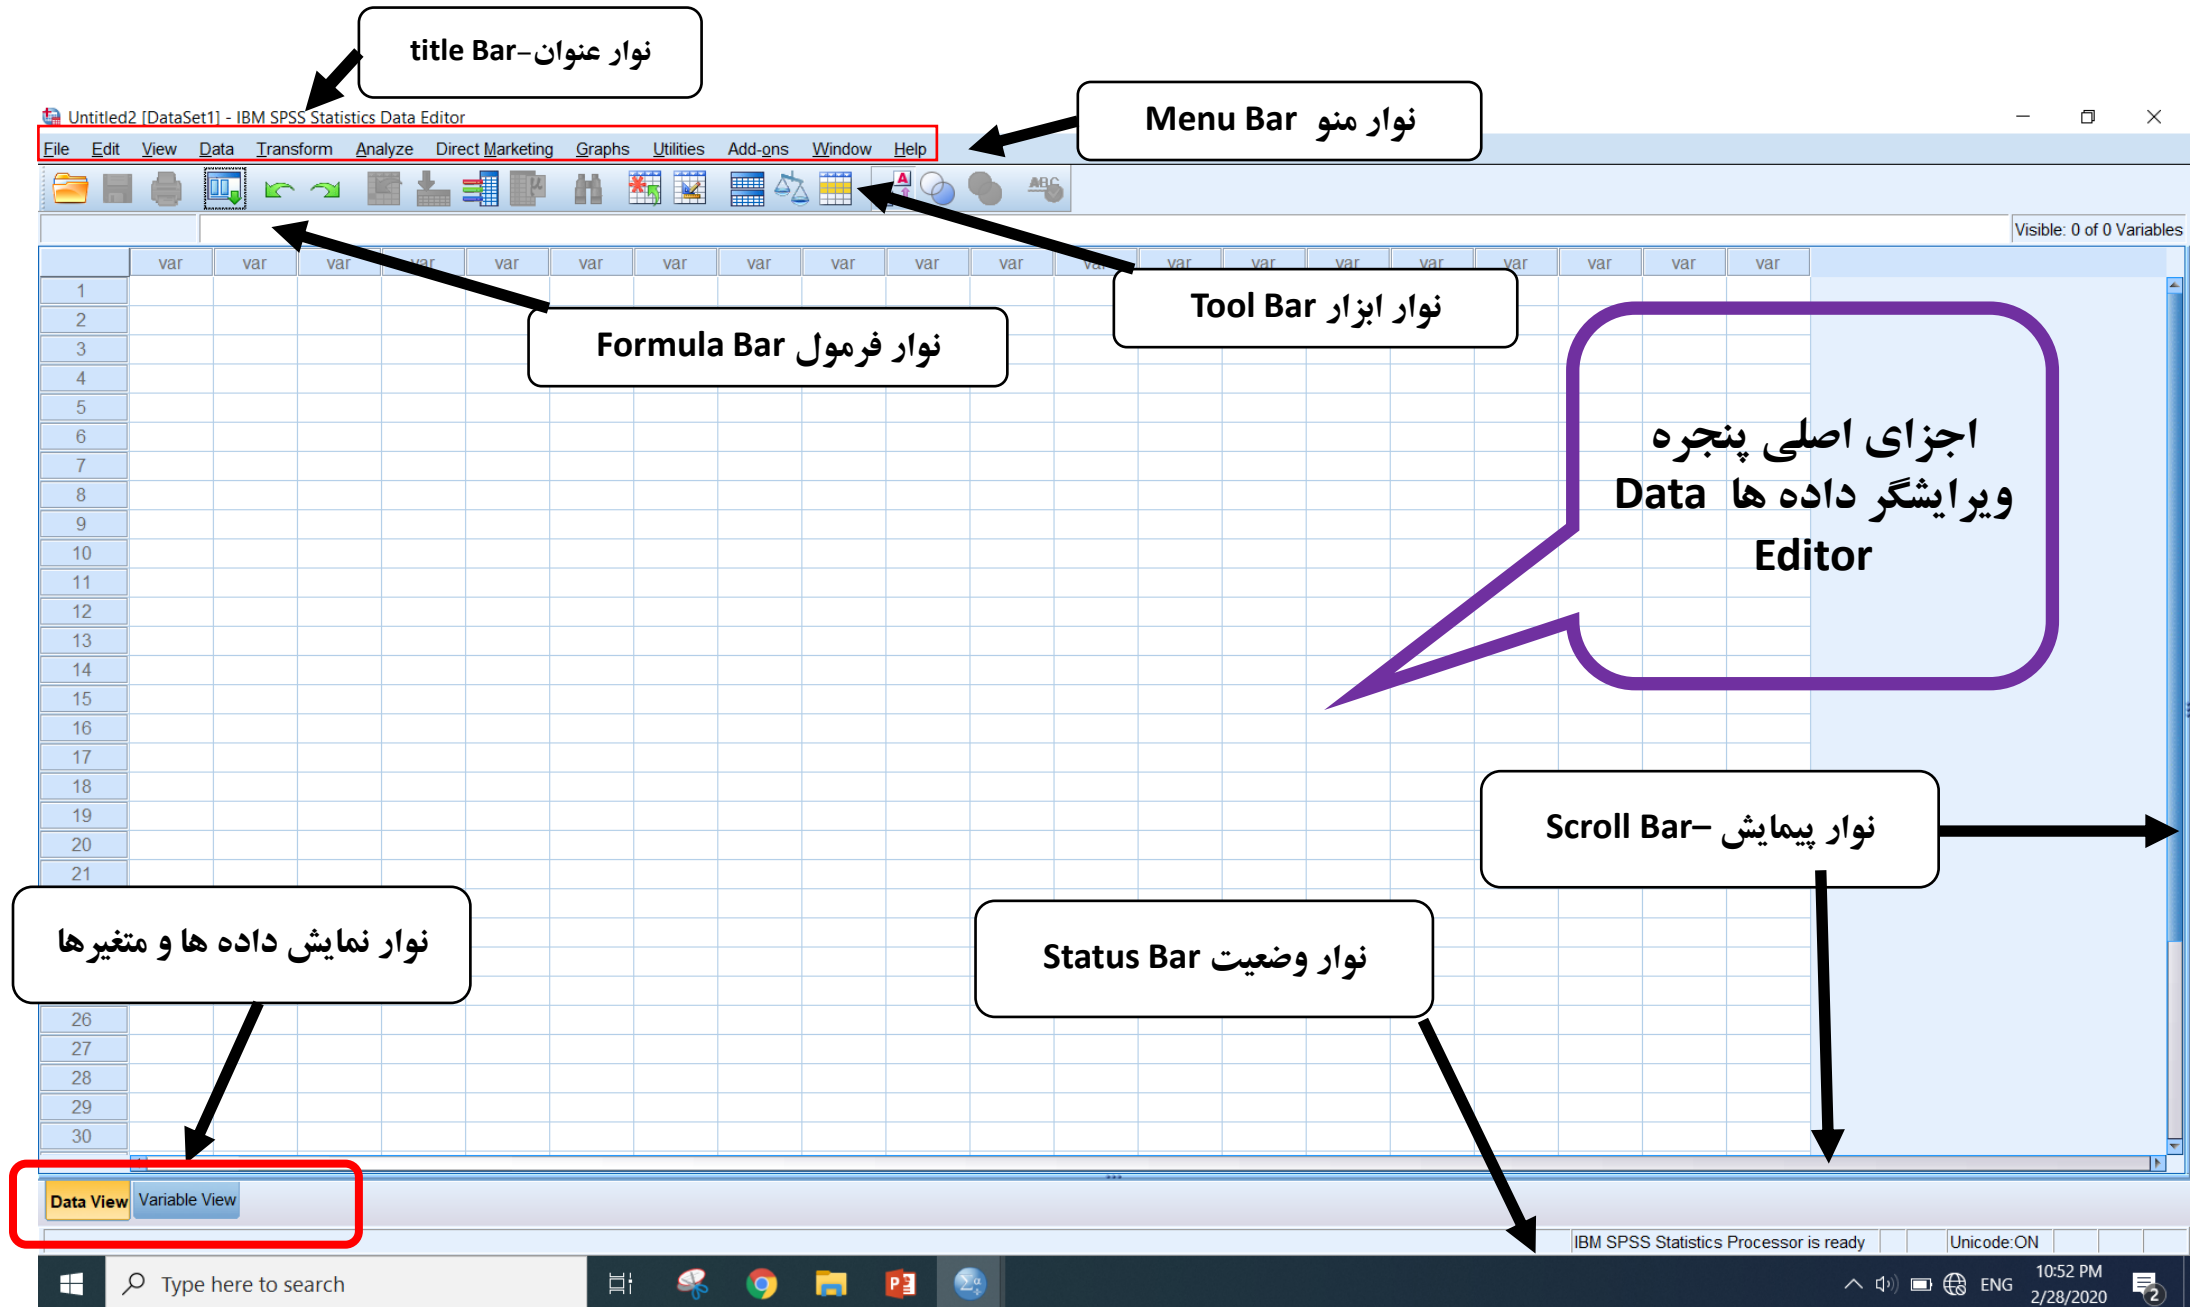 نوار عنوان-title Bar
Untitled2 [DataSet1] - IBM SPSS Statistics Data Editor
نوار منو Menu Bar
File Edit View Data Transform Analyze Direct Marketing Graphs Utilities Add-ons Window Help
Visible: 0 of 0 Variables
var var var var var var var var var var var var var var var var var var var var
1
2
3
4
5
6
7
8
9
10
11
12
13
14
15
16
17
18
19
20
21
26
27
28
29
30
نوار ابزار Tool Bar
نوار فرمول Formula Bar
اجزای اصلی پنجره
ویرایشگر داده ها Data
Editor
نوار پیمایش –Scroll Bar
نوار نمایش داده ها و متغیرها
نوار وضعیت Status Bar
Data View Variable View
IBM SPSS Statistics Processor is ready Unicode:ON
Type here to search
ENG
10:52 PM
2/28/2020
2